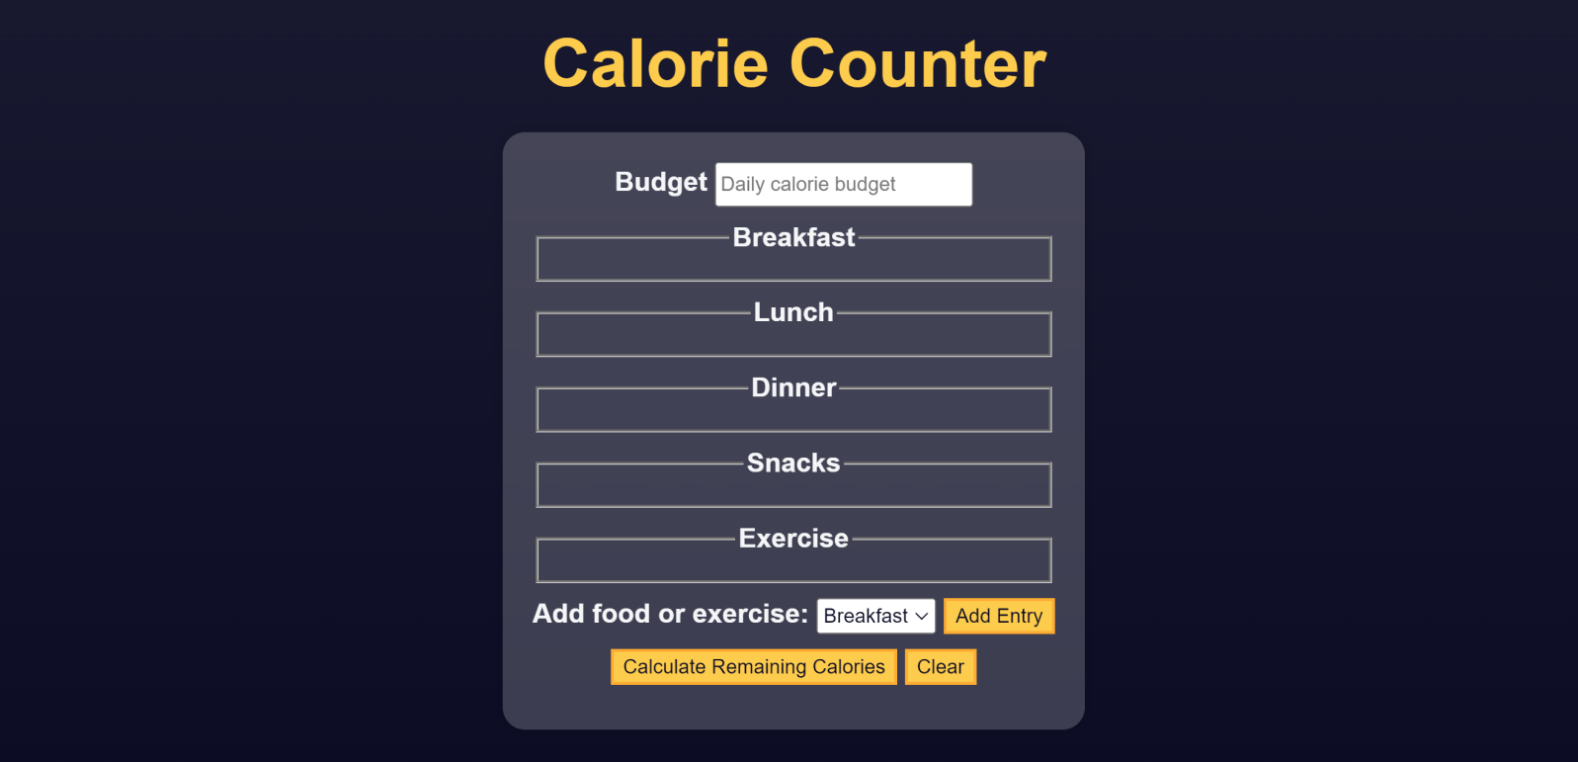 Calorie Counter
Budget Daily calorie budget
Breakfast
Lunch
Dinner
Snacks
Exercise
Add food or exercise: Breakfast Add Entry
Calculate Remaining Calories Clear